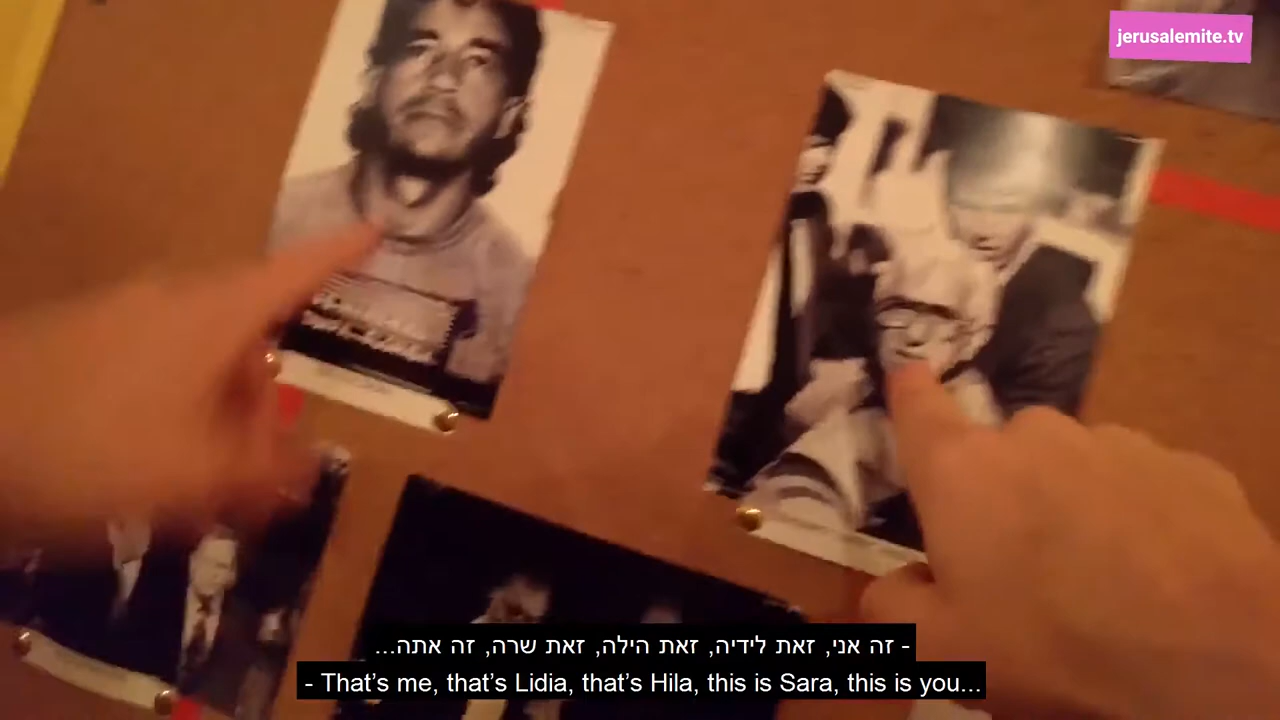 jerusalemite.tv
- זה אני, זאת לידיה, זאת הילה, זאת שרה, זה אתה...
- That's me, that's Lidia, that's Hila, this is Sara, this is you...